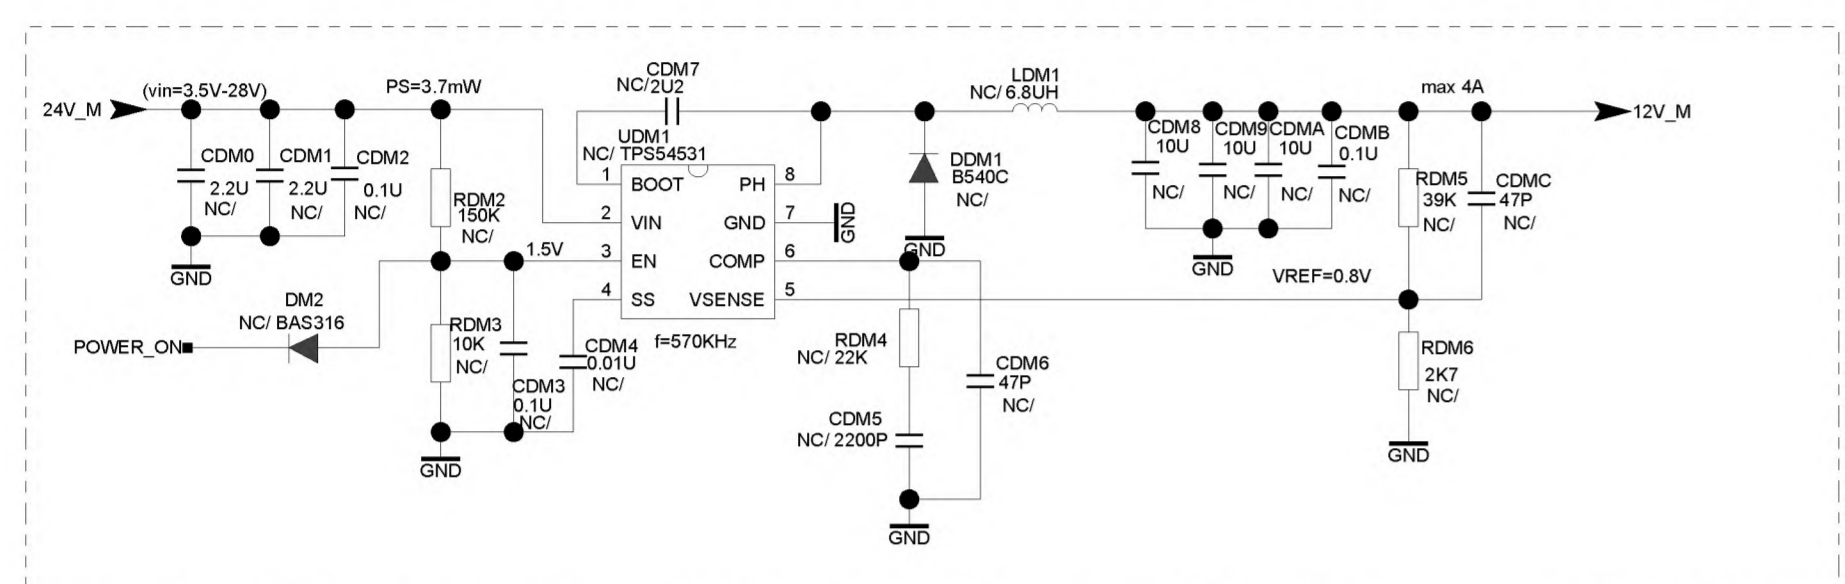 24V_M
(vin=3.5V-28V)
PS=3.7mW
CDM0
2.2U
NC/
CDM1
2.2U
NC/
CDM2
0.1U
NC/
GND
RDM2
150K
NC/
1.5V
DM2
NC/ BAS316
POWER_ON
RDM3
10K
NC/
CDM3
0.1U
NC/
CDM4
0.01U
NC/
GND
CDM7
NC/ 2U2
UDM1
NC/ TPS54531
1
BOOT
PH
8
2
VIN
GND
7
GND
3
EN
COMP
6
4
SS
VSENSE
5
f=570KHz
DDM1
B540C
NC/
GND
LDM1
NC/ 6.8UH
RDM4
NC/ 22K
CDM5
NC/ 2200P
CDM6
47P
NC/
GND
CDM8
10U
NC/
CDM9
10U
NC/
CDMA
10U
NC/
CDMB
0.1U
NC/
GND
max 4A
12V_M
RDM5
39K
NC/
CDMC
47P
NC/
VREF=0.8V
RDM6
2K7
NC/
GND